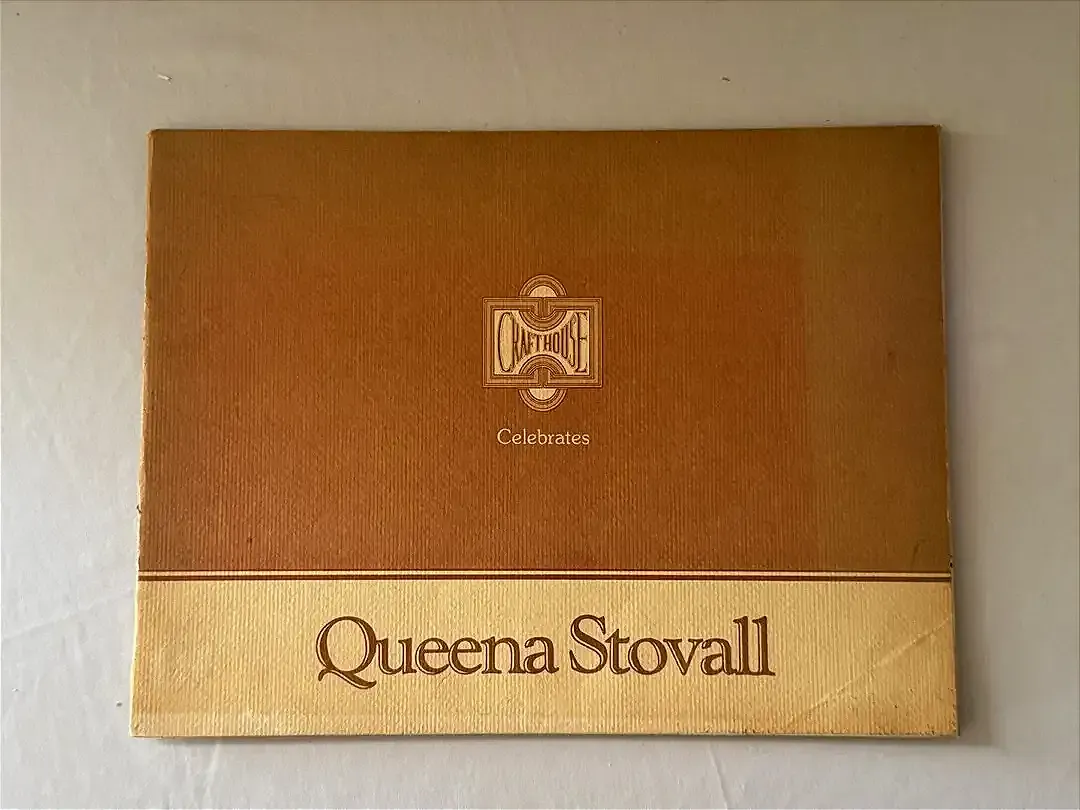 CRAFTHOUSE
Celebrates
Queena Stovall